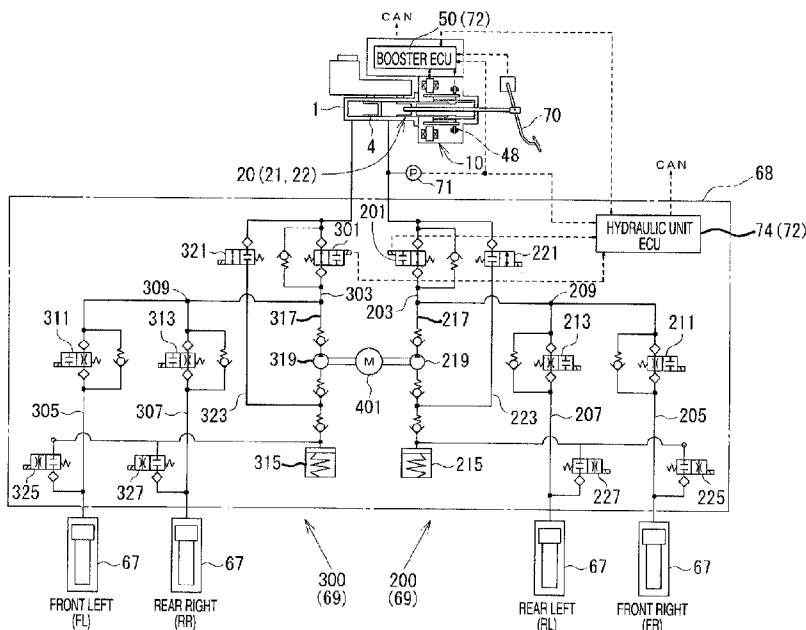 CAN
50 (72)
BOOSTER ECU
1
4
70
48
10
20 (21, 22)
P
71
CAN
68
HYDRAULIC UNIT
ECU
74 (72)
321
301
201
221
303
203
309
209
311
313
317
217
213
211
319
M
219
401
323
223
305
307
207
205
315
215
325
327
227
225
67
67
67
67
300
(69)
200
(69)
FRONT LEFT
(FL)
REAR RIGHT
(RR)
REAR LEFT
(RL)
FRONT RIGHT
(FR)